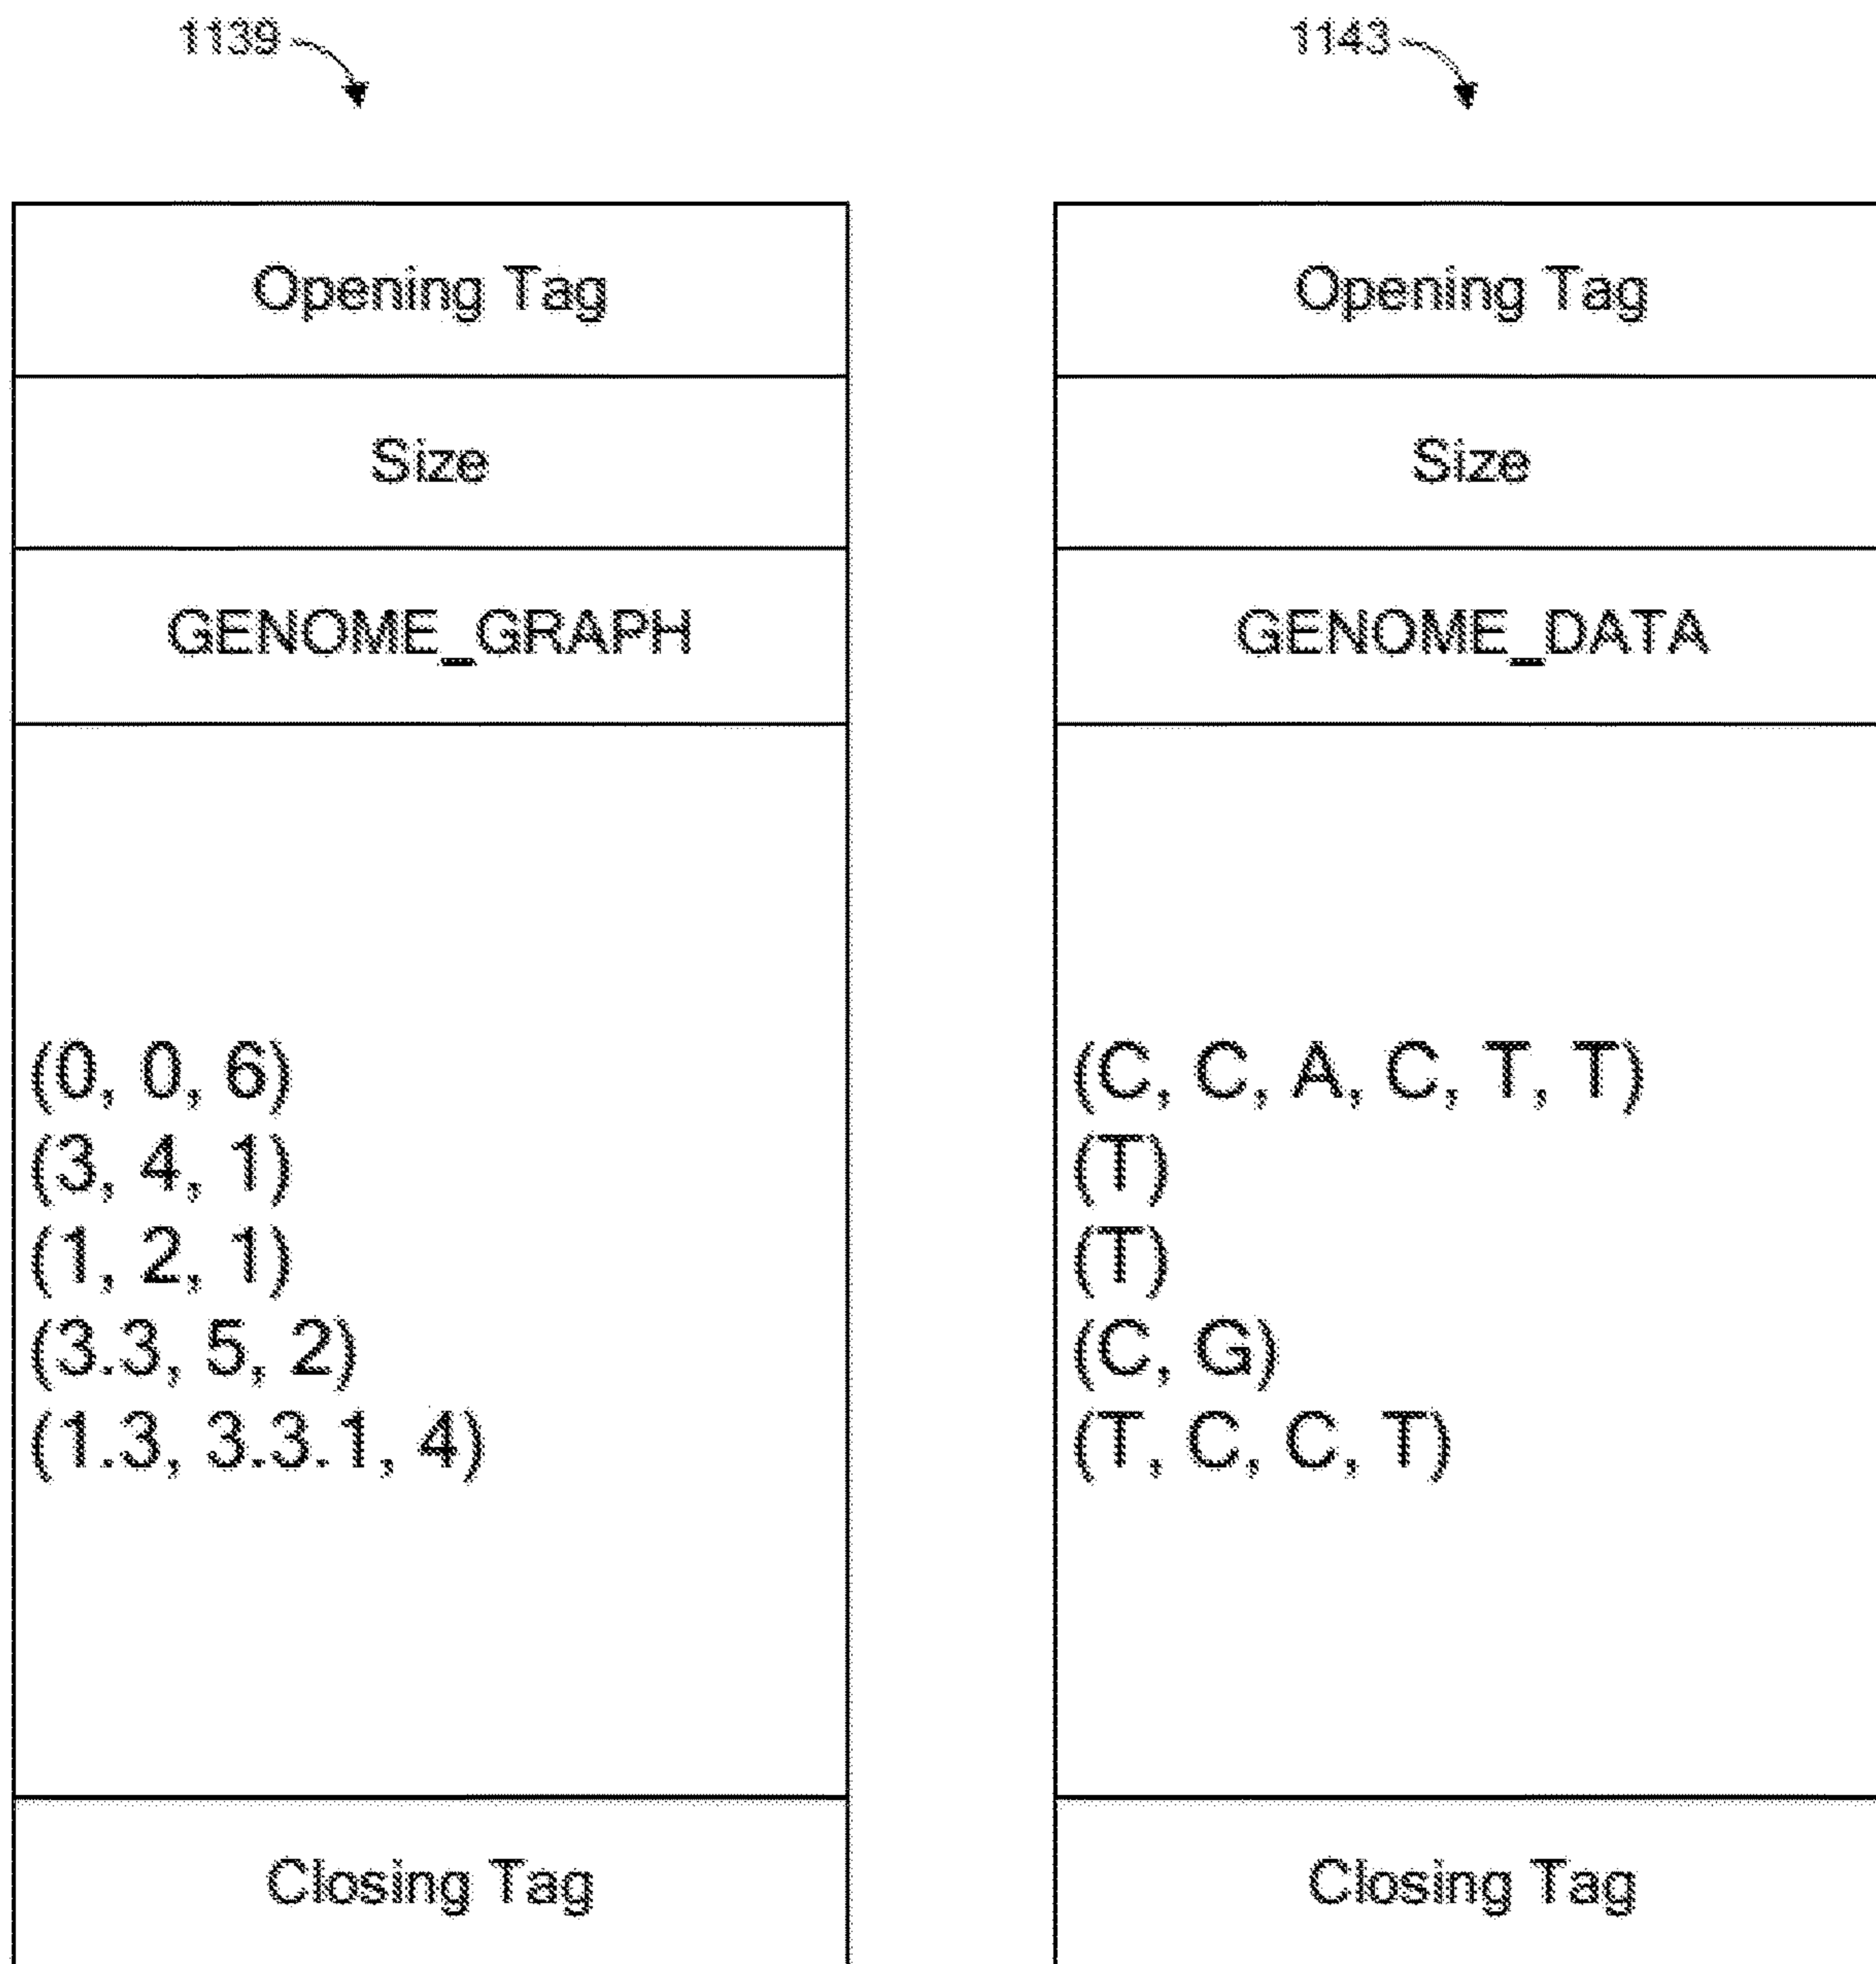 1139
Opening Tag
Size
GENOME_GRAPH
(0, 0, 6)
(3, 4, 1)
(1, 2, 1)
(3.3, 5, 2)
(1.3, 3.3.1, 4)
Closing Tag
1143
Opening Tag
Size
GENOME_DATA
(C, C, A, C, T, T)
(T)
(T)
(C, G)
(T, C, C, T)
Closing Tag